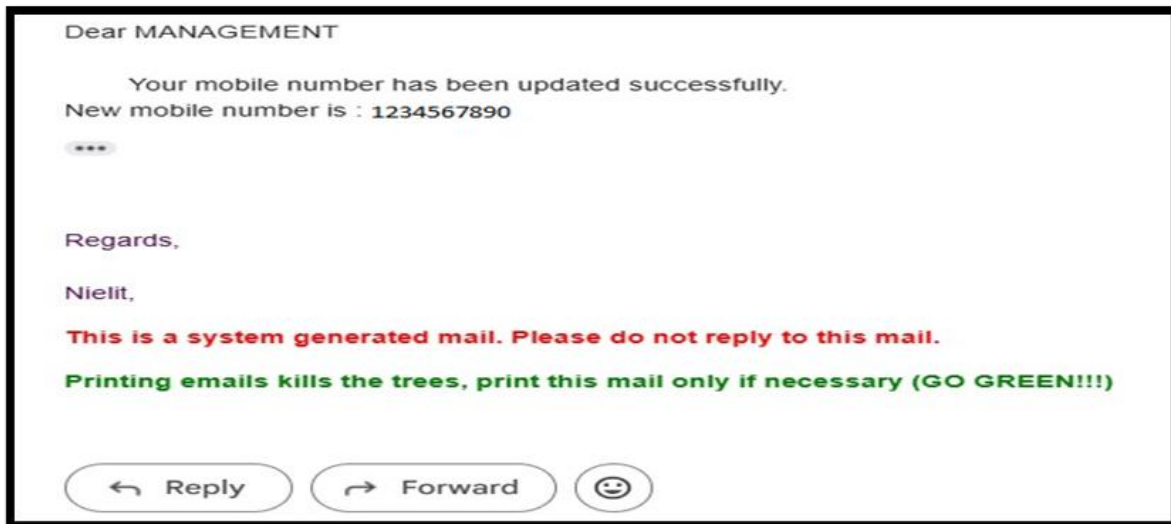 Dear MANAGEMENT
Your mobile number has been updated successfully.
New mobile number is : 1234567890
Regards,
Nielit,
This is a system generated mail. Please do not reply to this mail.
Printing emails kills the trees, print this mail only if necessary (GO GREEN!!!)
Reply Forward